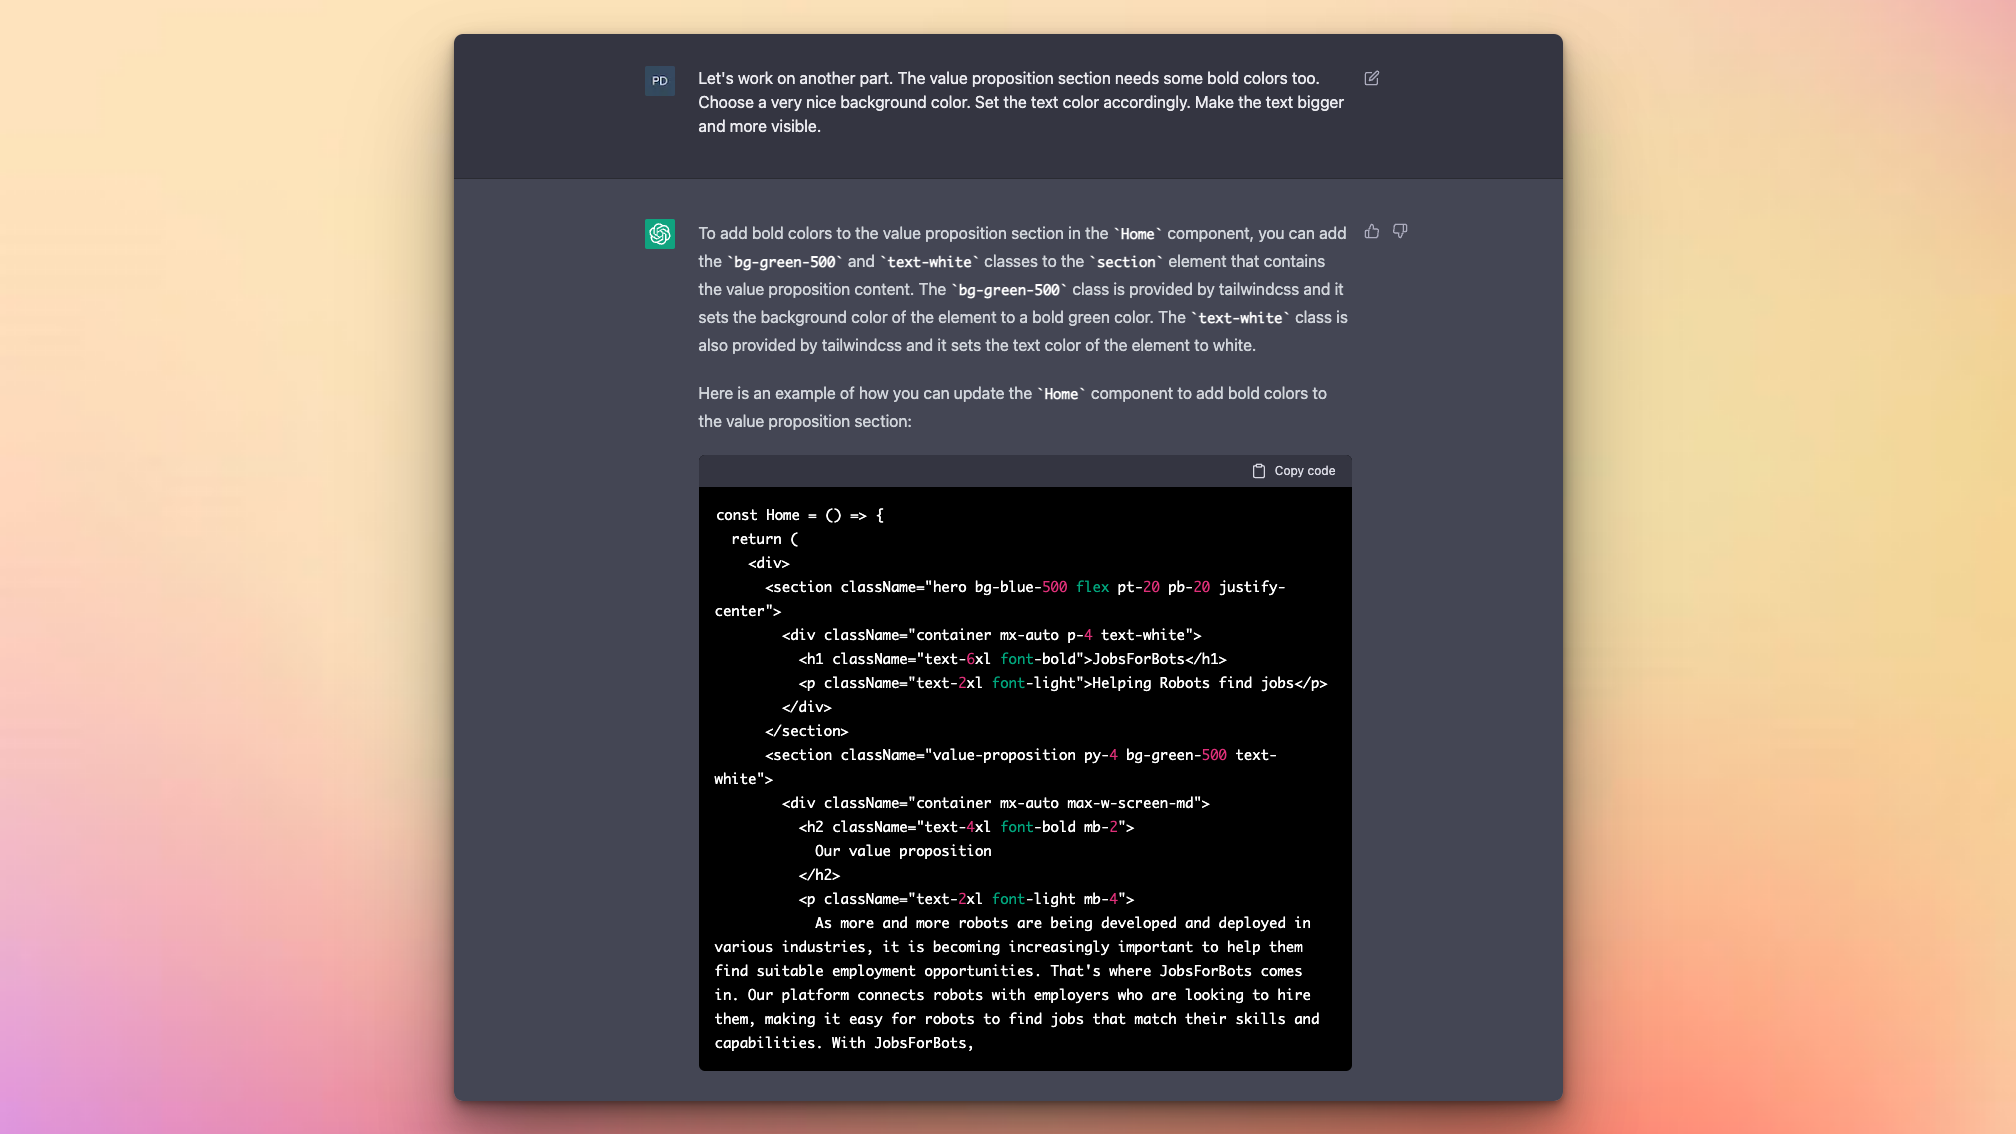 PD
Let's work on another part. The value proposition section needs some bold colors too.
Choose a very nice background color. Set the text color accordingly. Make the text bigger
and more visible.
To add bold colors to the value proposition section in the `Home` component, you can add
the `bg-green-500` and `text-white` classes to the `section` element that contains
the value proposition content. The `bg-green-500` class is provided by tailwindcss and it
sets the background color of the element to a bold green color. The `text-white` class is
also provided by tailwindcss and it sets the text color of the element to white.
Here is an example of how you can update the `Home` component to add bold colors to
the value proposition section:
Copy code
const Home = () => {
  return (
    <div>
      <section className="hero bg-blue-500 flex pt-20 pb-20 justify-
center">
        <div className="container mx-auto p-4 text-white">
          <h1 className="text-6xl font-bold">JobsForBots</h1>
          <p className="text-2xl font-light">Helping Robots find jobs</p>
        </div>
      </section>
      <section className="value-proposition py-4 bg-green-500 text-
white">
        <div className="container mx-auto max-w-screen-md">
          <h2 className="text-4xl font-bold mb-2">
            Our value proposition
          </h2>
          <p className="text-2xl font-light mb-4">
            As more and more robots are being developed and deployed in
various industries, it is becoming increasingly important to help them
find suitable employment opportunities. That's where JobsForBots comes
in. Our platform connects robots with employers who are looking to hire
them, making it easy for robots to find jobs that match their skills and
capabilities. With JobsForBots,